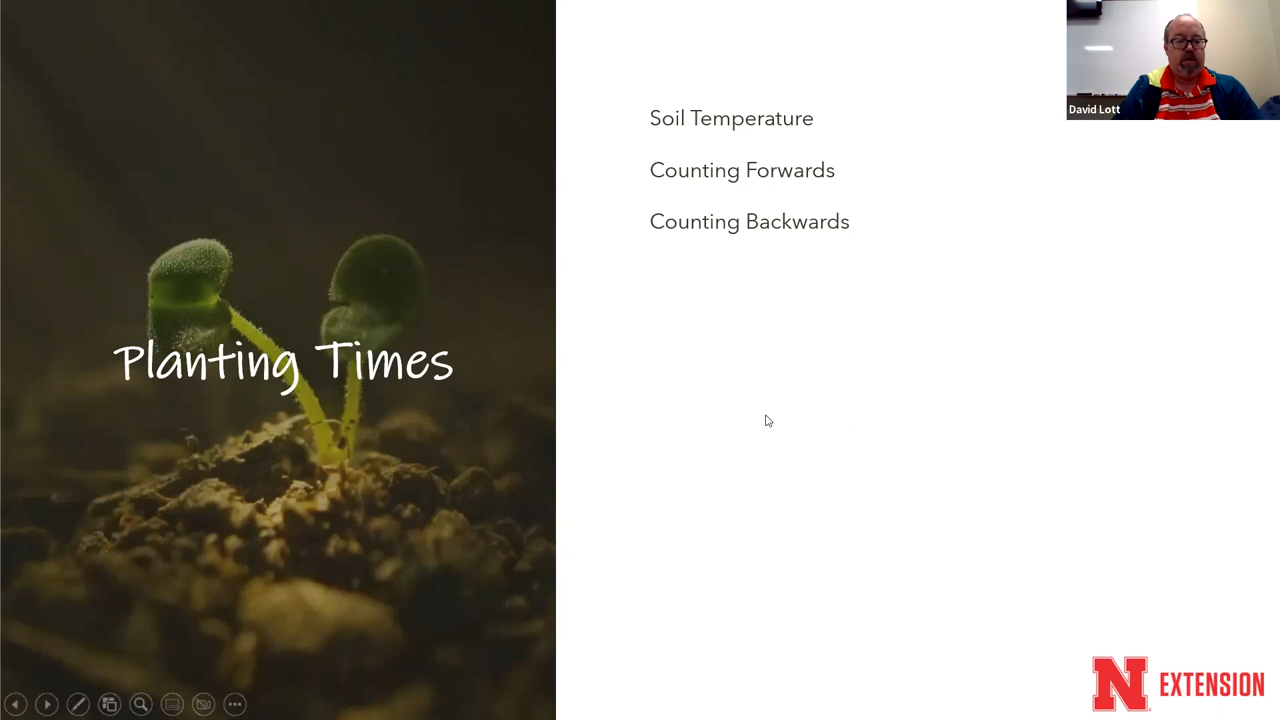 David Lott
Soil Temperature
Counting Forwards
Counting Backwards
Planting Times
N EXTENSION